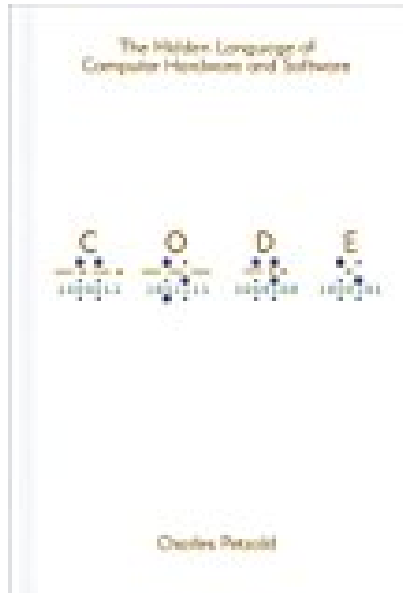 The Hidden Language of
Computer Hardware and Software
C O D E
Charles Petzold